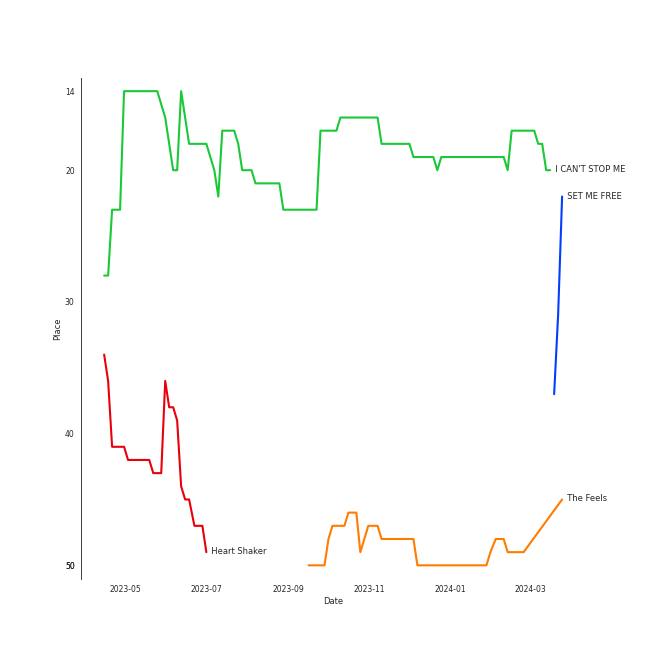 14
20
30
40
50
Place
I CAN'T STOP ME
SET ME FREE
The Feels
Heart Shaker
2023-05
2023-07
2023-09
2023-11
2024-01
2024-03
Date